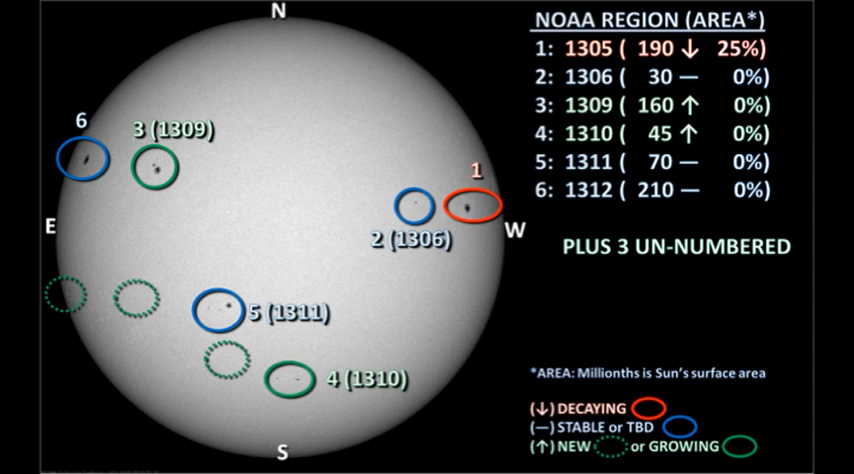 N
NOAA REGION (AREA*)
1: 1305 ( 190 ↓ 25%)
2: 1306 ( 30 — 0%)
3: 1309 ( 160 ↑ 0%)
4: 1310 ( 45 ↑ 0%)
5: 1311 ( 70 — 0%)
6: 1312 ( 210 — 0%)
PLUS 3 UN-NUMBERED
6
3 (1309)
1
2 (1306)
E
W
5 (1311)
4 (1310)
S
*AREA: Millionths is Sun's surface area
(↓) DECAYING
(—) STABLE or TBD
(↑) NEW or GROWING